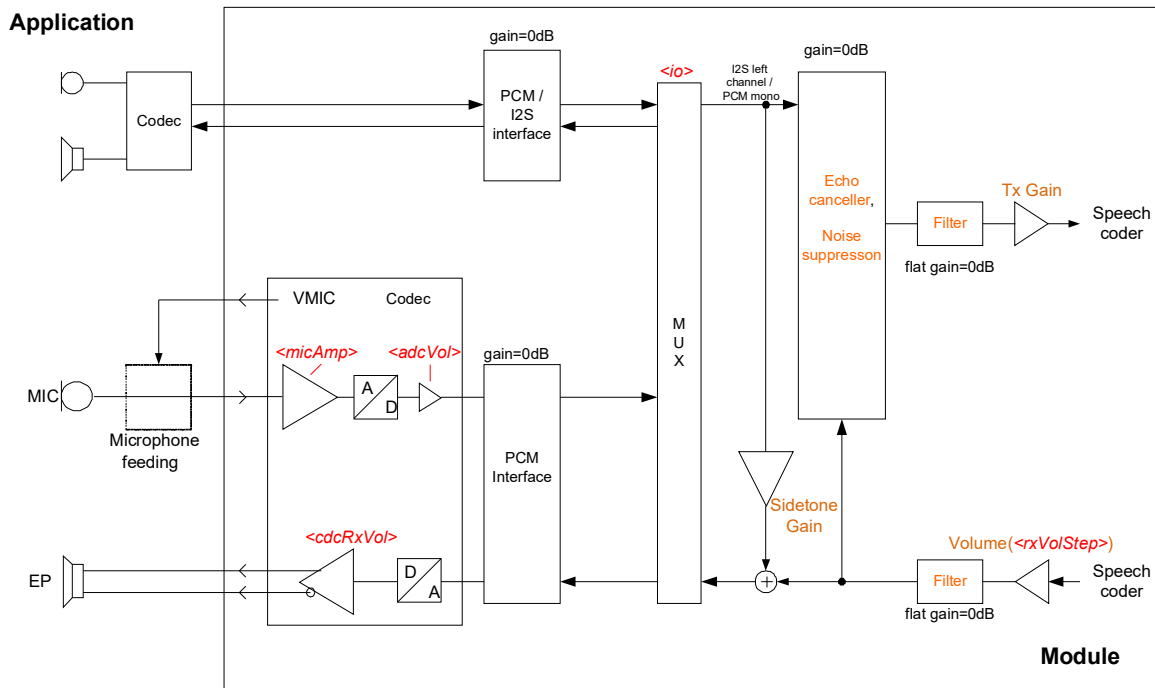 Application
gain=0dB
gain=0dB
<io>
I2S left
channel /
PCM mono
Codec
PCM /
I2S
interface
Echo
canceller,
Noise
suppresson
Tx Gain
Filter
Speech
coder
flat gain=0dB
VMIC
Codec
<micAmp>
<adcVol>
gain=0dB
M
U
X
MIC
A
D
Microphone
feeding
PCM
Interface
Sidetone
Gain
<cdcRxVol>
Volume(<rxVolStep>)
EP
D
A
Filter
Speech
coder
flat gain=0dB
Module